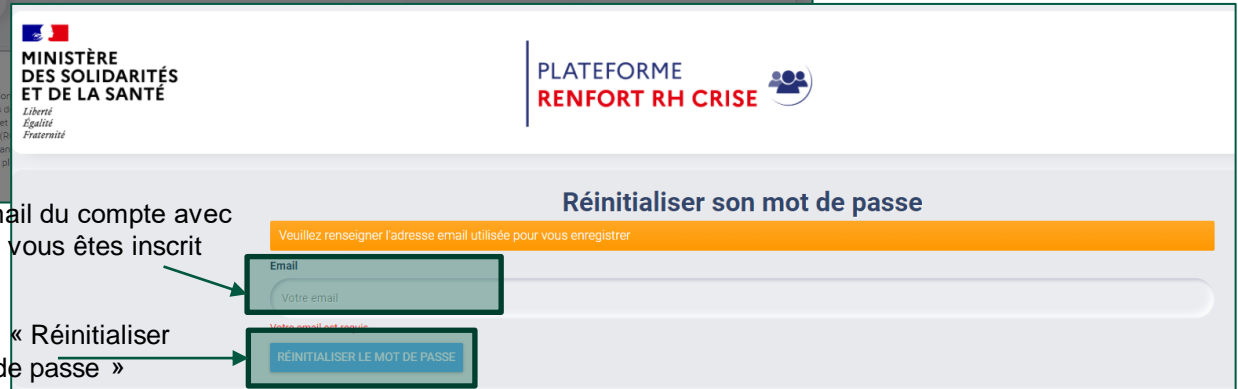 MINISTÈRE
DES SOLIDARITÉS
ET DE LA SANTÉ
Liberté
Égalité
Fraternité
PLATEFORME
RENFORT RH CRISE
Réinitialiser son mot de passe
Veuillez renseigner l'adresse email utilisée pour vous enregistrer
du compte avec
vous êtes inscrit
Email
Votre email
Votre email est requis
« Réinitialiser
de passe »
RÉINITIALISER LE MOT DE PASSE